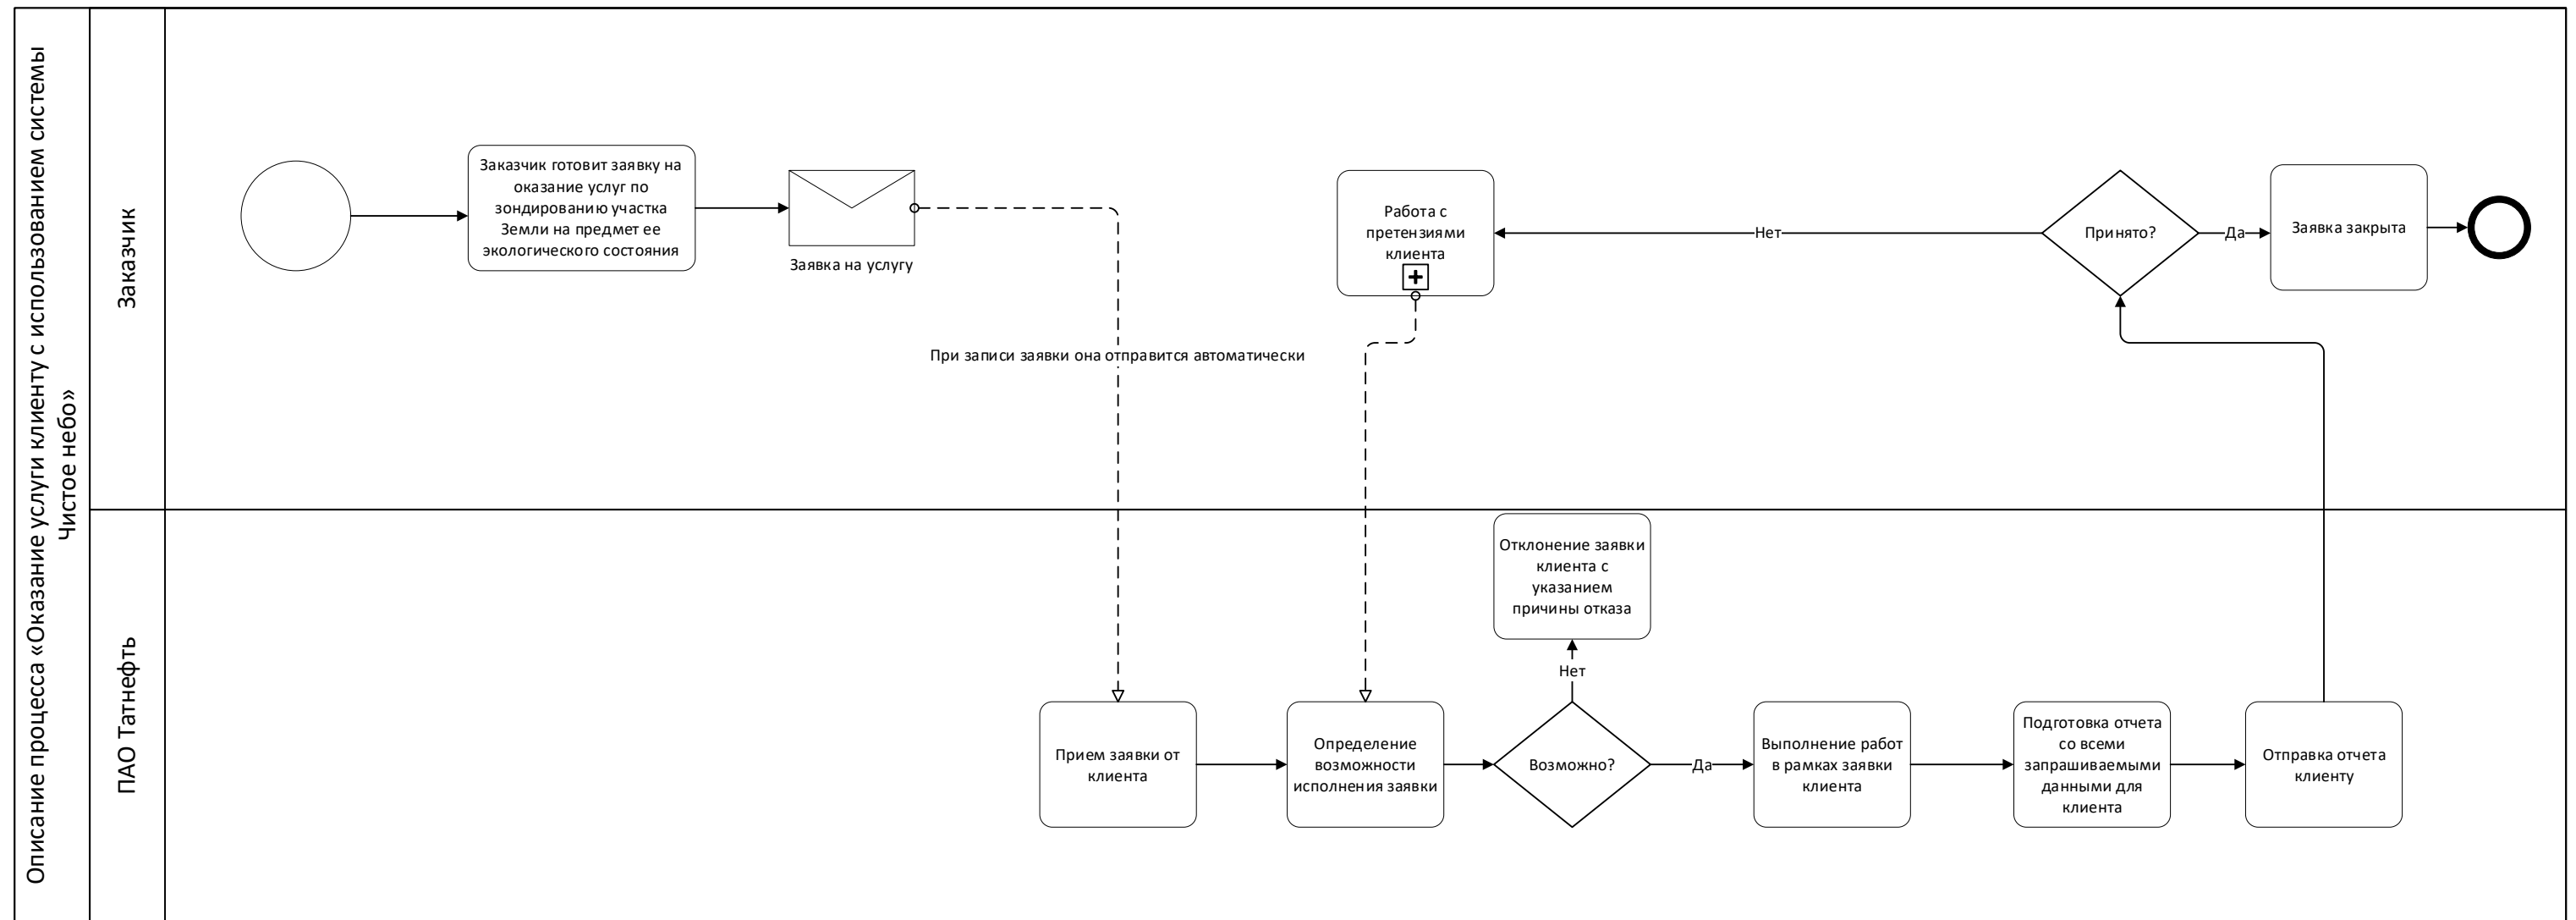 Описание процесса «Оказание услуги клиенту с использованием системы
Чистое небо»
Заказчик
Заказчик готовит заявку на
оказание услуг по
зондированию участка
Земли на предмет ее
экологического состояния
Заявка на услугу
При записи заявки она отправится автоматически
Работа с
претензиями
клиента
Нет
Принято?
Да
Заявка закрыта
ПАО Татнефть
Прием заявки от
клиента
Определение
возможности
исполнения заявки
Возможно?
Нет
Отклонение заявки
клиента с
указанием
причины отказа
Да
Выполнение работ
в рамках заявки
клиента
Подготовка отчета
со всеми
запрашиваемыми
данными для
клиента
Отправка отчета
клиенту